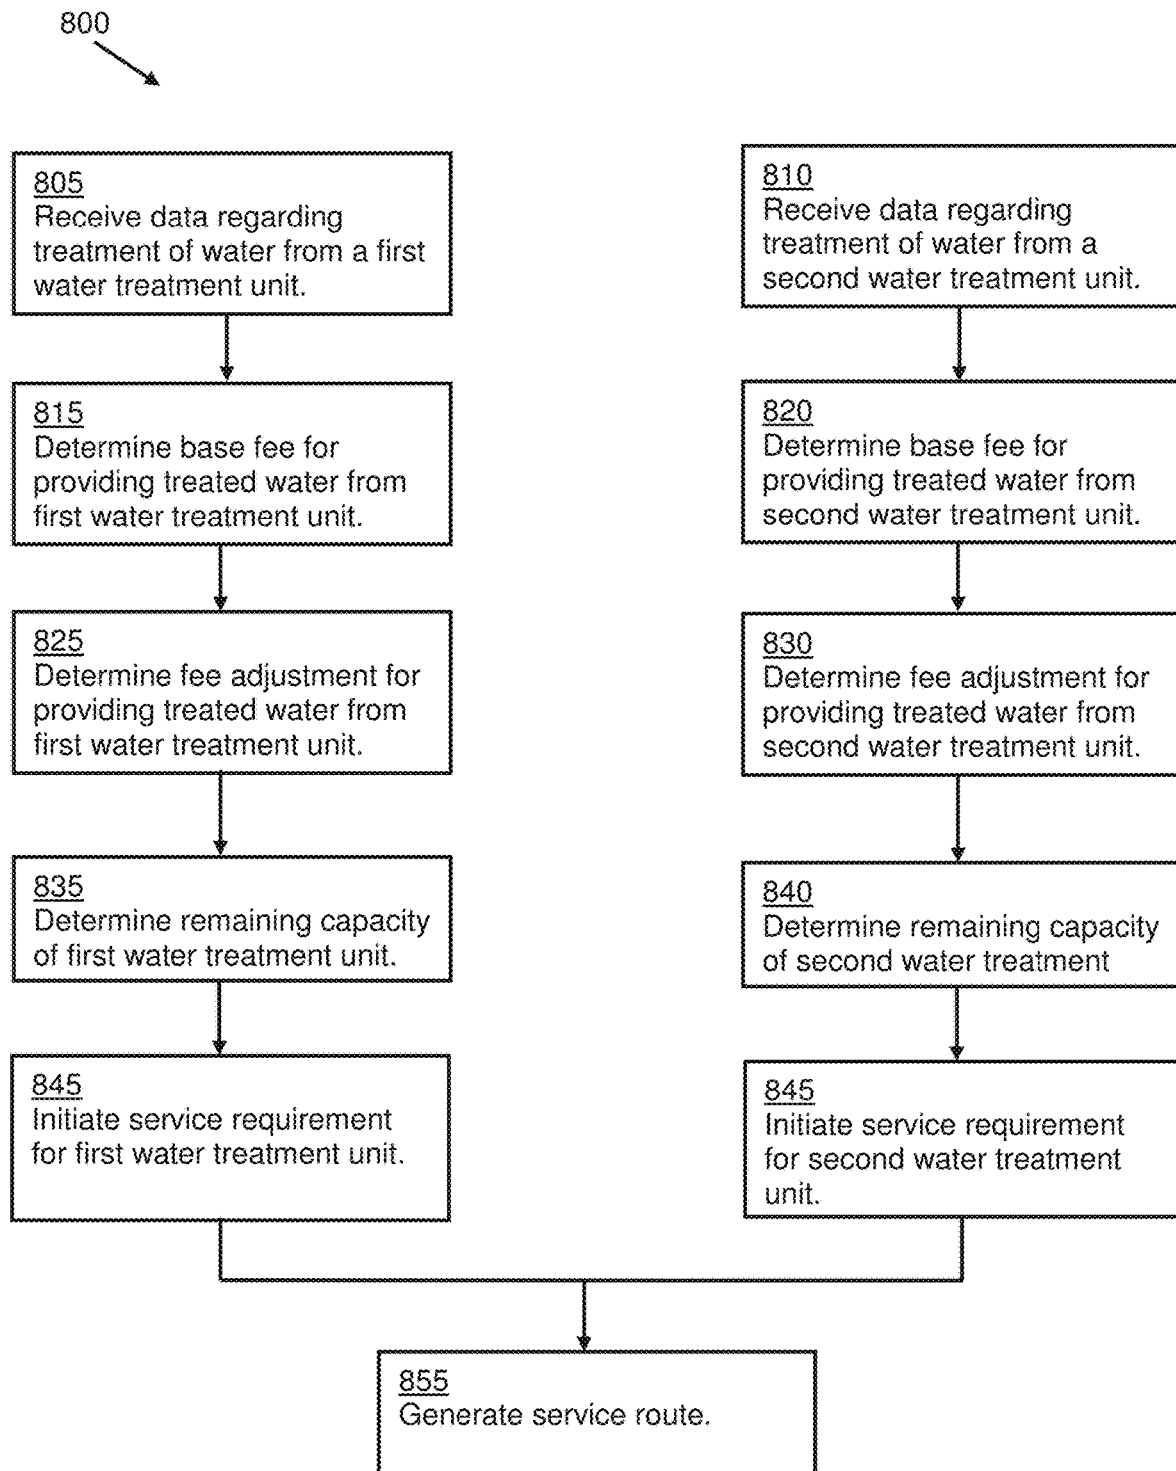 800
805
Receive data regarding
treatment of water from a first
water treatment unit.
810
Receive data regarding
treatment of water from a
second water treatment unit.
815
Determine base fee for
providing treated water from
first water treatment unit.
820
Determine base fee for
providing treated water from
second water treatment unit.
825
Determine fee adjustment for
providing treated water from
first water treatment unit.
830
Determine fee adjustment for
providing treated water from
second water treatment unit.
835
Determine remaining capacity
of first water treatment unit.
840
Determine remaining capacity
of second water treatment
845
Initiate service requirement
for first water treatment unit.
845
Initiate service requirement
for second water treatment
unit.
855
Generate service route.